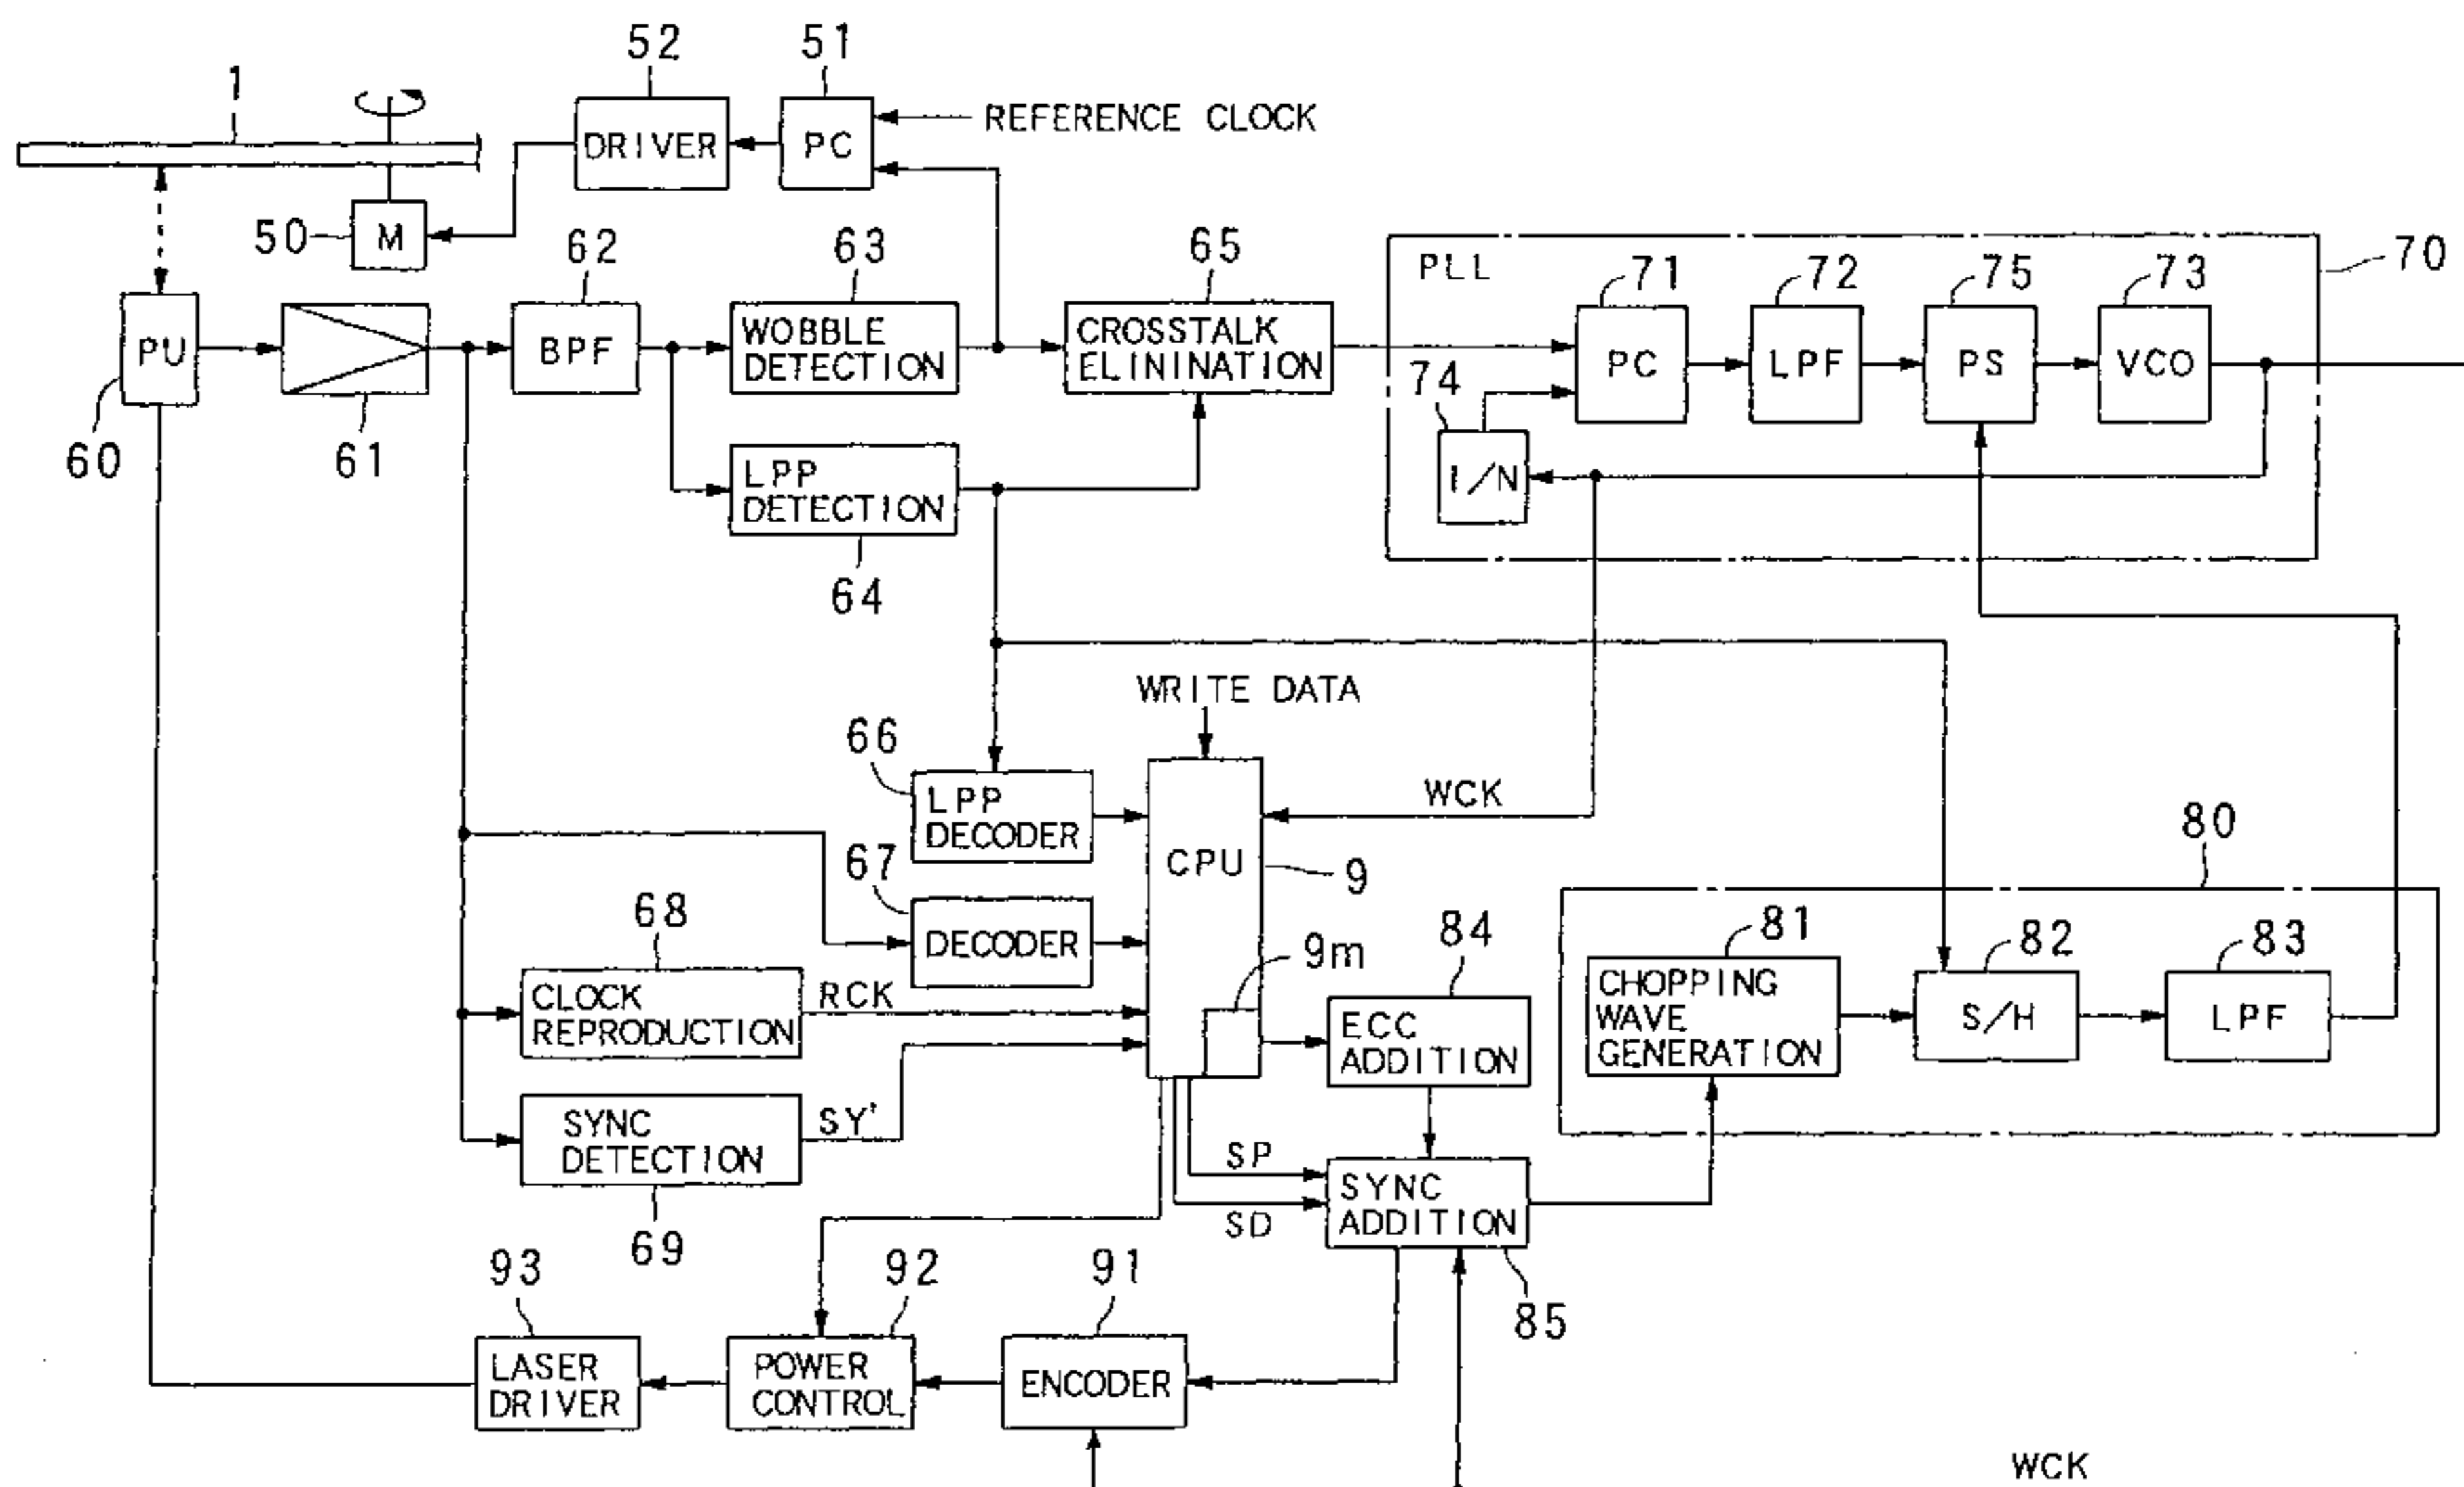 52
51
1
DRIVER
PC
REFERENCE CLOCK
50
M
62
63
65
PLL
71
72
75
73
70
PU
BPF
WOBBLE
DETECTION
CROSSTALK
ELININATION
74
PC
LPF
PS
VCO
60
61
LPP
DETECTION
1/N
64
WRITE DATA
66
LPP
DECODER
WCK
CPU
80
67
9
68
DECODER
9m
84
81
82
83
CLOCK
REPRODUCTION
RCK
ECC
ADDITION
CHOPPING
WAVE
GENERATION
S/H
LPF
SYNC
DETECTION
SY'
SP
SD
SYNC
ADDITION
69
93
92
91
85
LASER
DRIVER
POWER
CONTROL
ENCODER
WCK